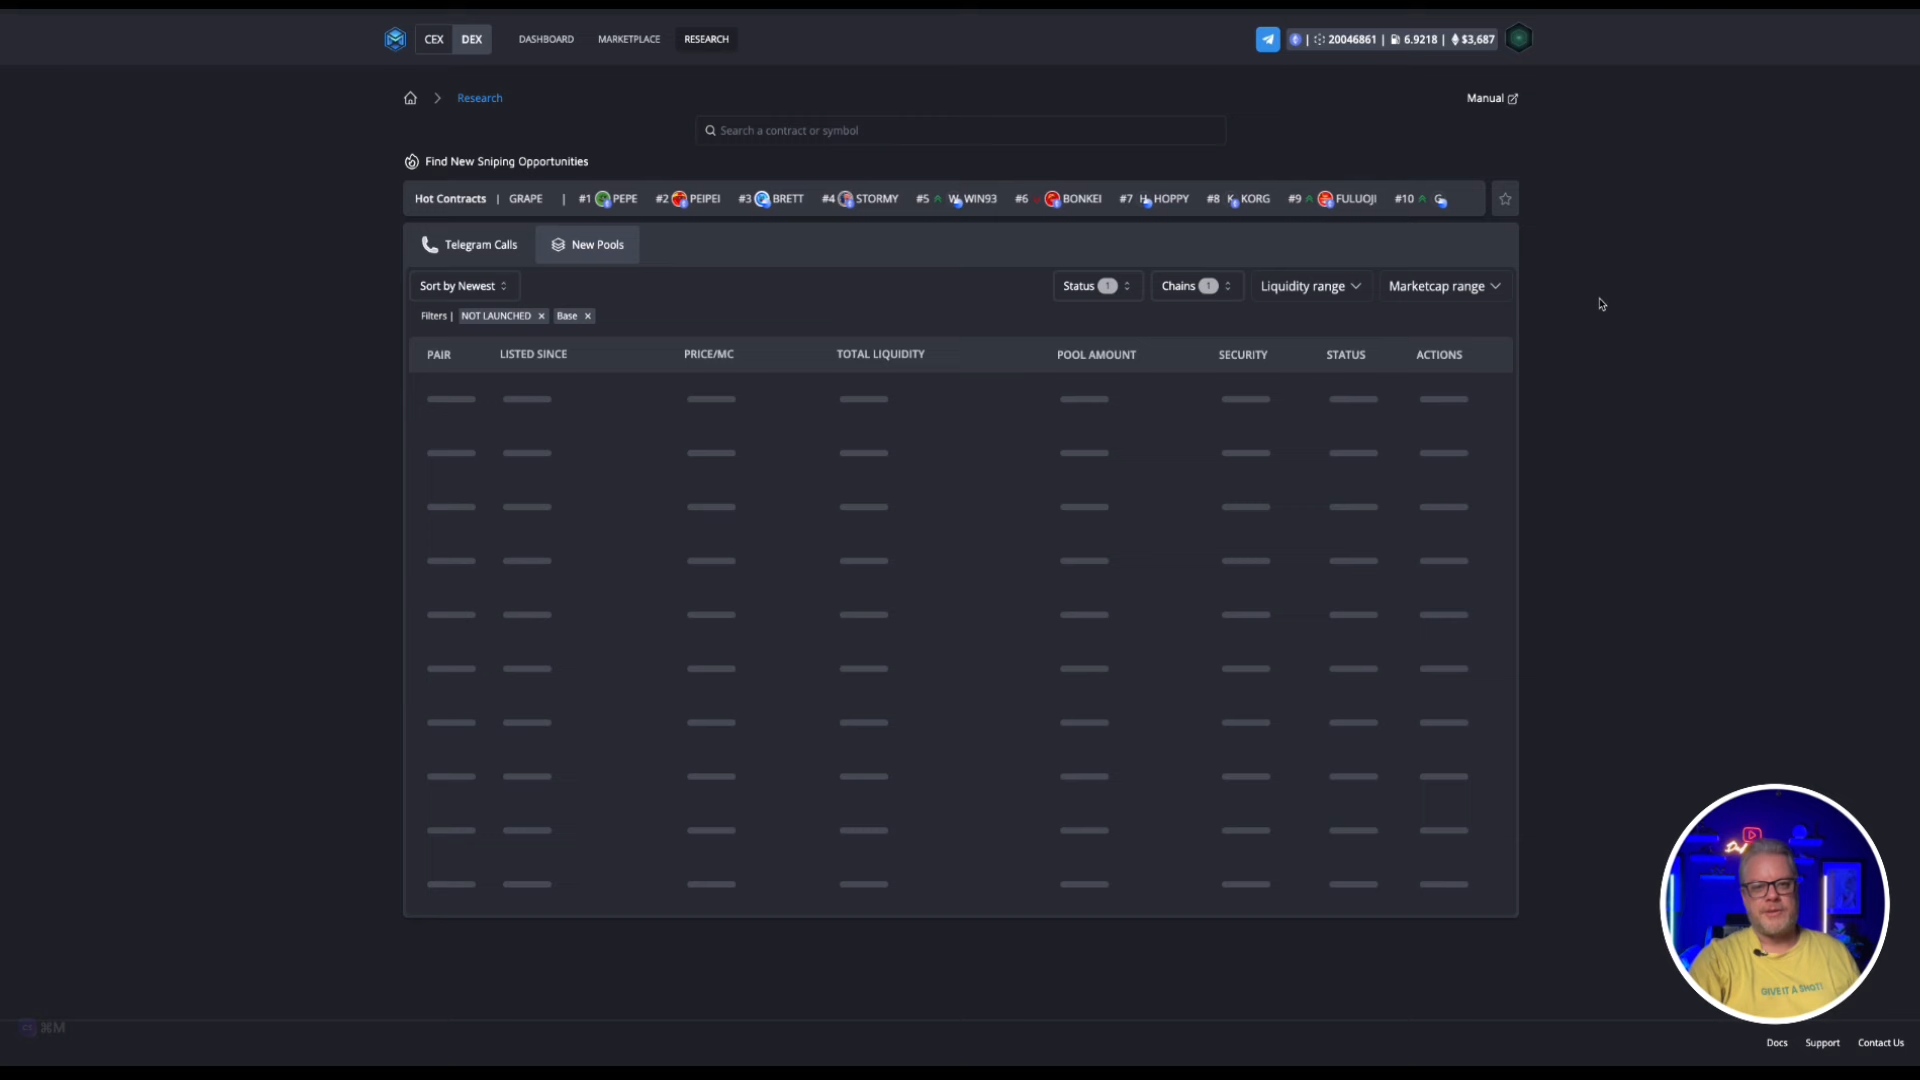 CEX DEX DASHBOARD MARKETPLACE RESEARCH
| 20046861 | 6.9218 | $3,687
Research
Manual
Search a contract or symbol
Find New Sniping Opportunities
Hot Contracts | GRAPE | #1 PEPE #2 PEIPEI #3 BRETT #4 STORMY #5 W WIN93 #6 BONKEI #7 H HOPPY #8 K KORG #9 FULUOJI #10 G
Telegram Calls New Pools
Sort by Newest Status 1 Chains 1 Liquidity range Marketcap range
Filters | NOT LAUNCHED × Base ×
PAIR LISTED SINCE PRICE/MC TOTAL LIQUIDITY POOL AMOUNT SECURITY STATUS ACTIONS
GIVE IT A SHOT!
⌘M
Docs Support Contact Us